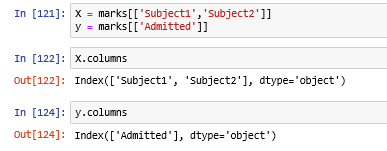 In [121]: X = marks[['Subject1','Subject2']]
y = marks[['Admitted']]
In [122]: X.columns
Out[122]: Index(['Subject1', 'Subject2'], dtype='object')
In [124]: y.columns
Out[124]: Index(['Admitted'], dtype='object')